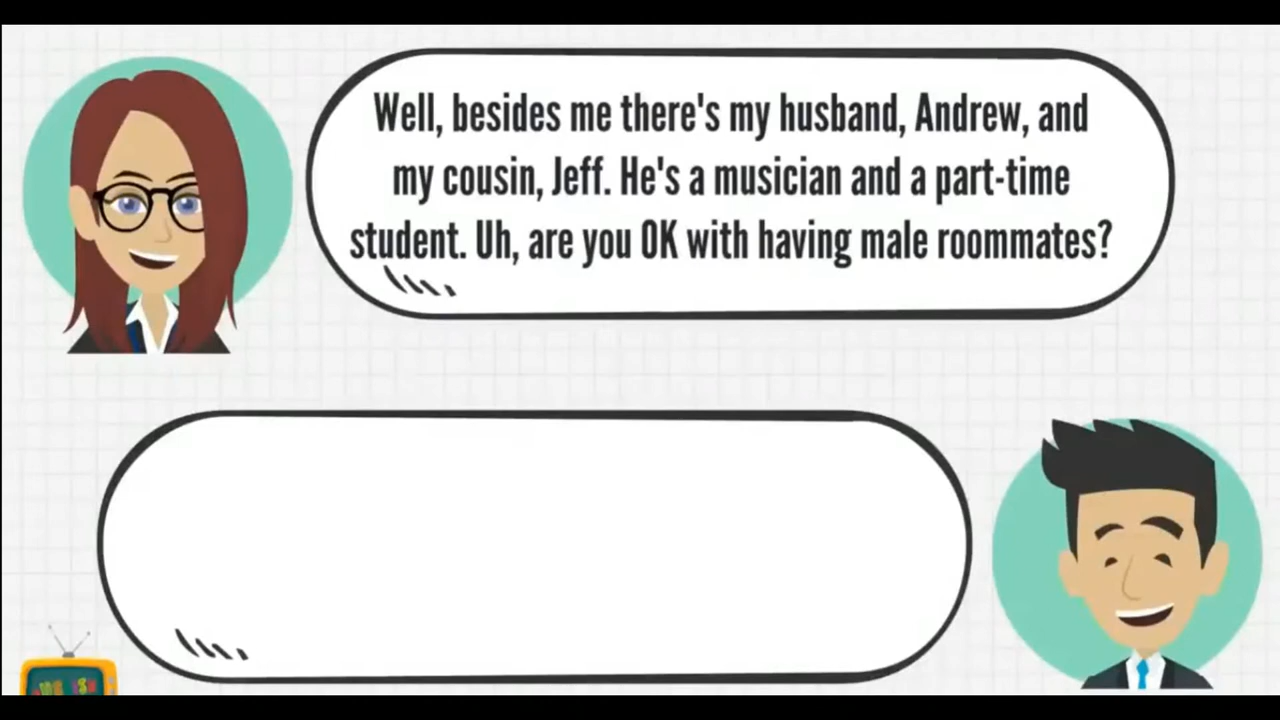 Well, besides me there's my husband, Andrew, and
my cousin, Jeff. He's a musician and a part-time
student. Uh, are you OK with having male roommates?